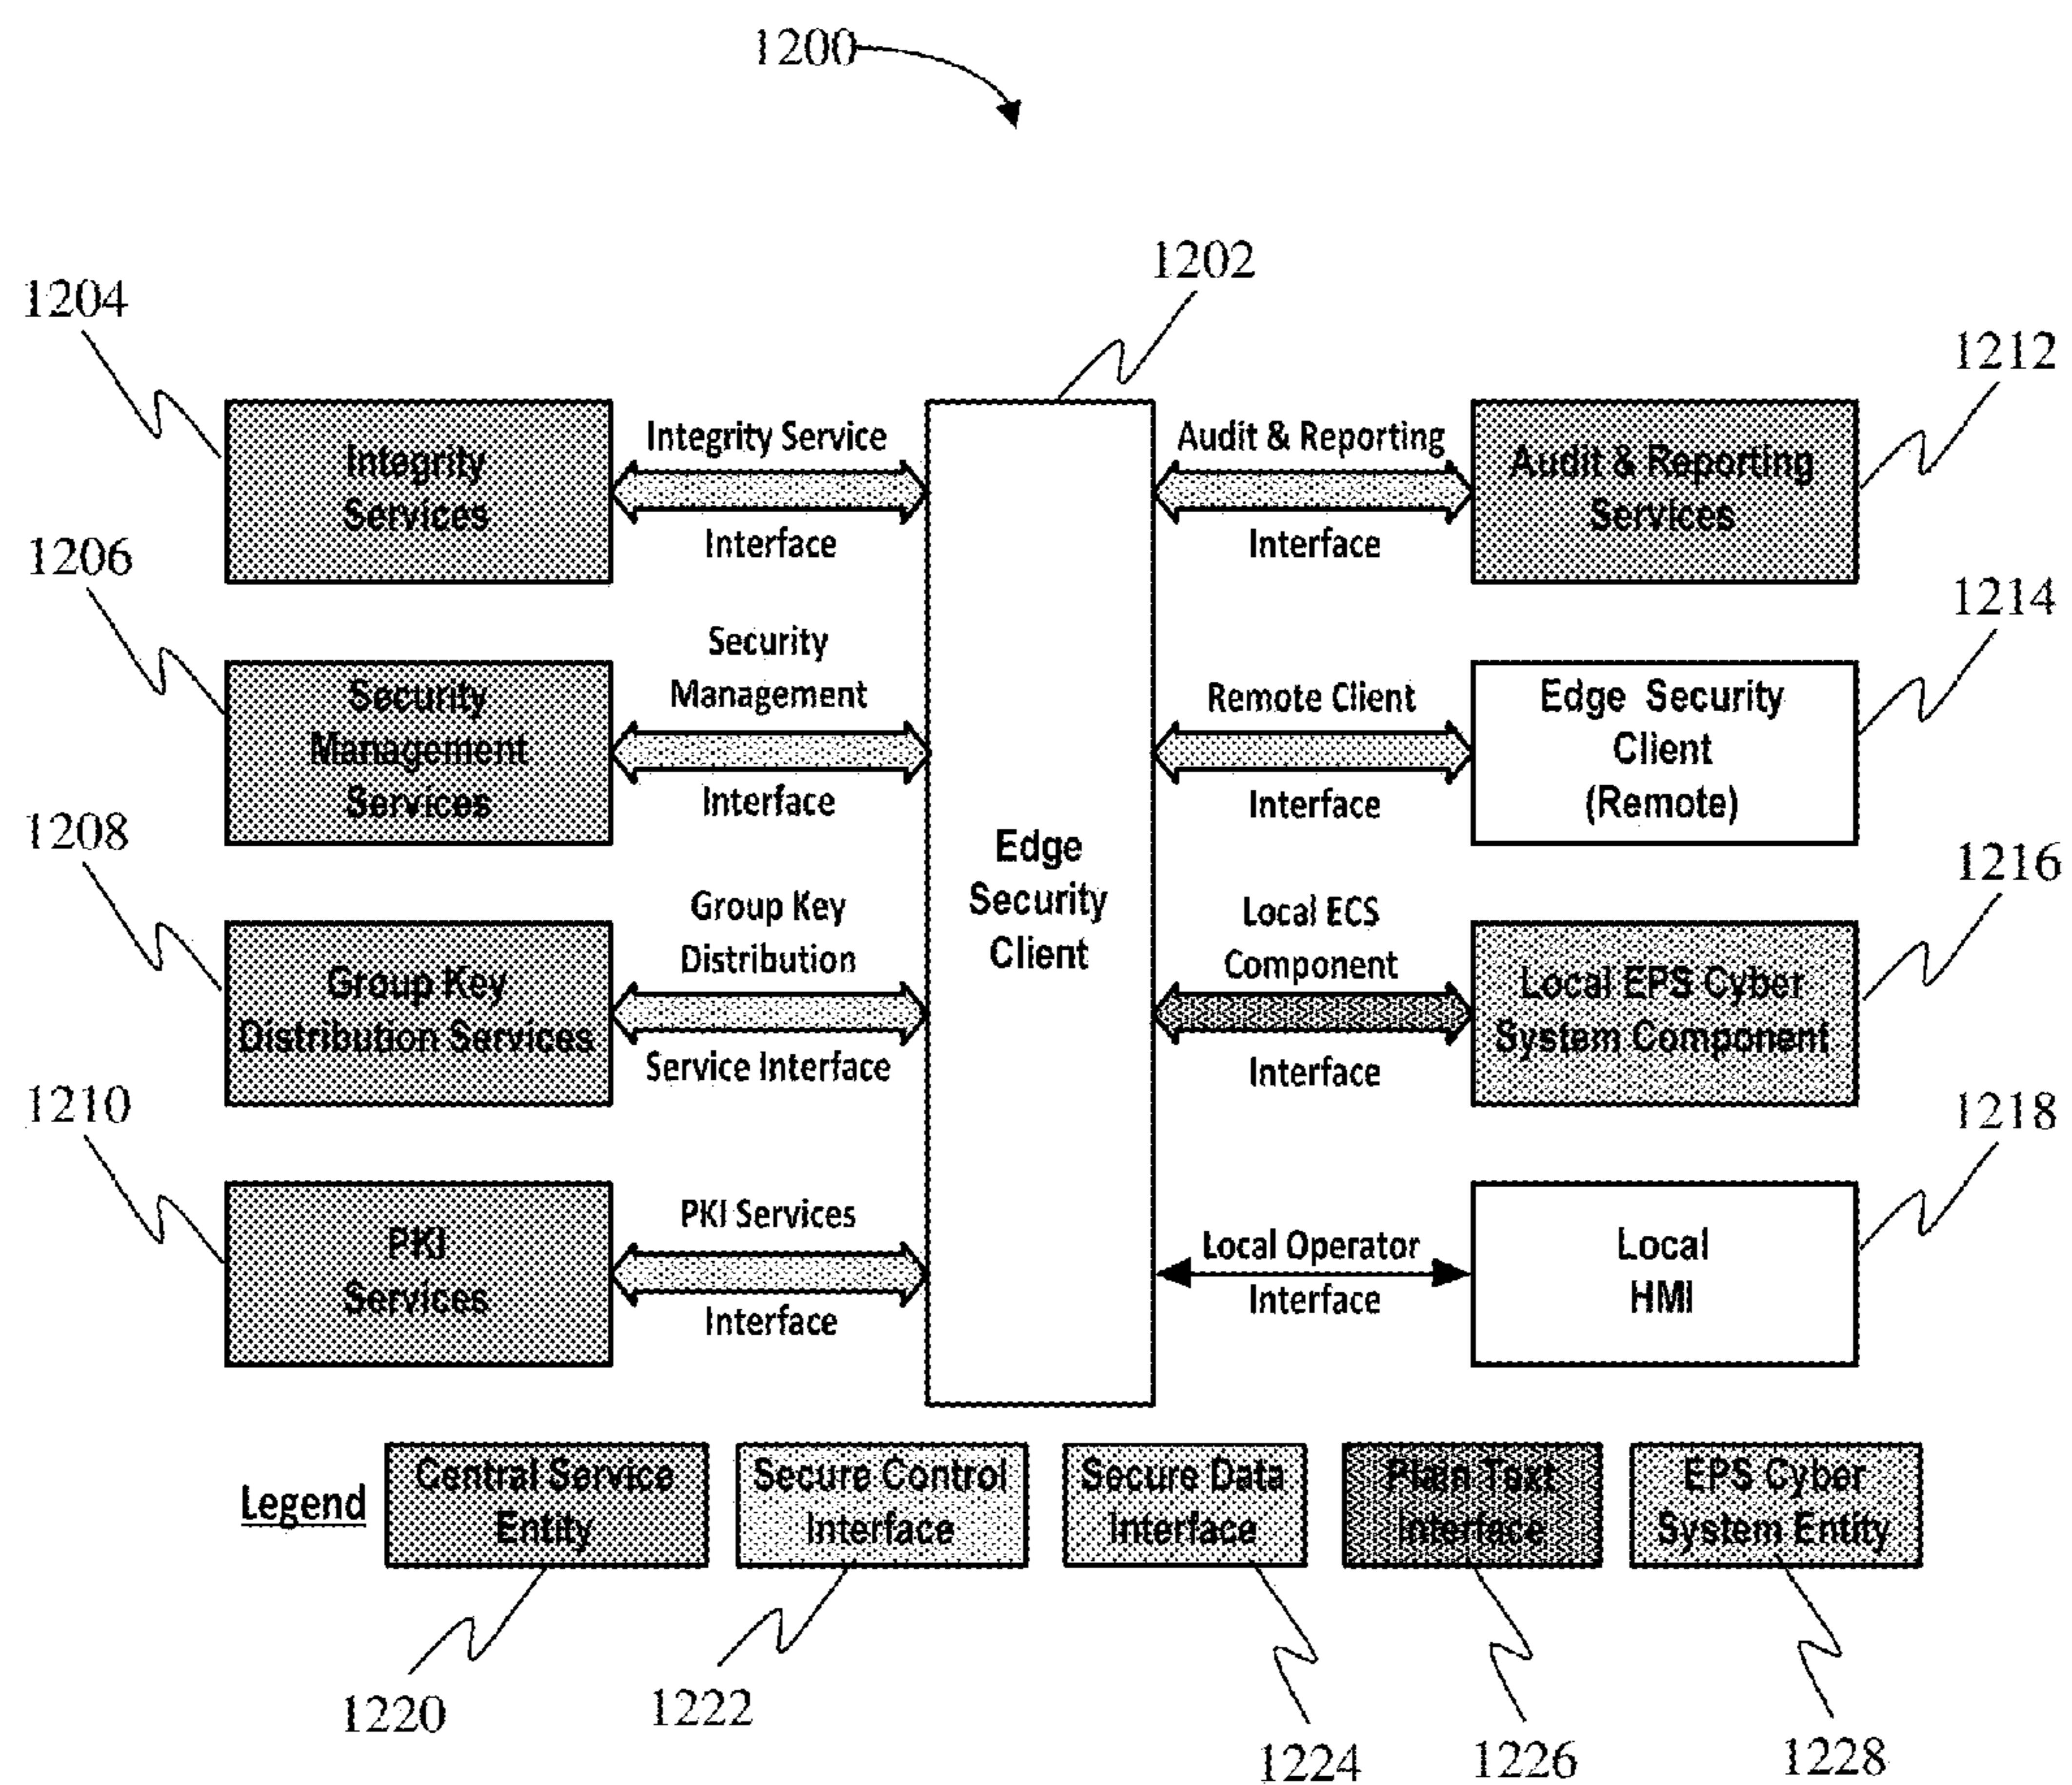 1200
1202
1204
1212
Integrity
Services
Integrity Service
Interface
Audit & Reporting
Interface
Audit & Reporting
Services
1206
1214
Security
Management
Services
Security
Management
Interface
Edge
Security
Client
Remote Client
Interface
Edge Security
Client
(Remote)
1208
1216
Group Key
Distribution Services
Group Key
Distribution
Service Interface
Local ECS
Component
Interface
Local EPS Cyber
System Component
1210
1218
PKI
Services
PKI Services
Interface
Local Operator
Interface
Local
HMI
Legend
Central Service
Entity
Secure Control
Interface
Secure Data
Interface
Plain Text
Interface
EPS Cyber
System Entity
1220
1222
1224
1226
1228